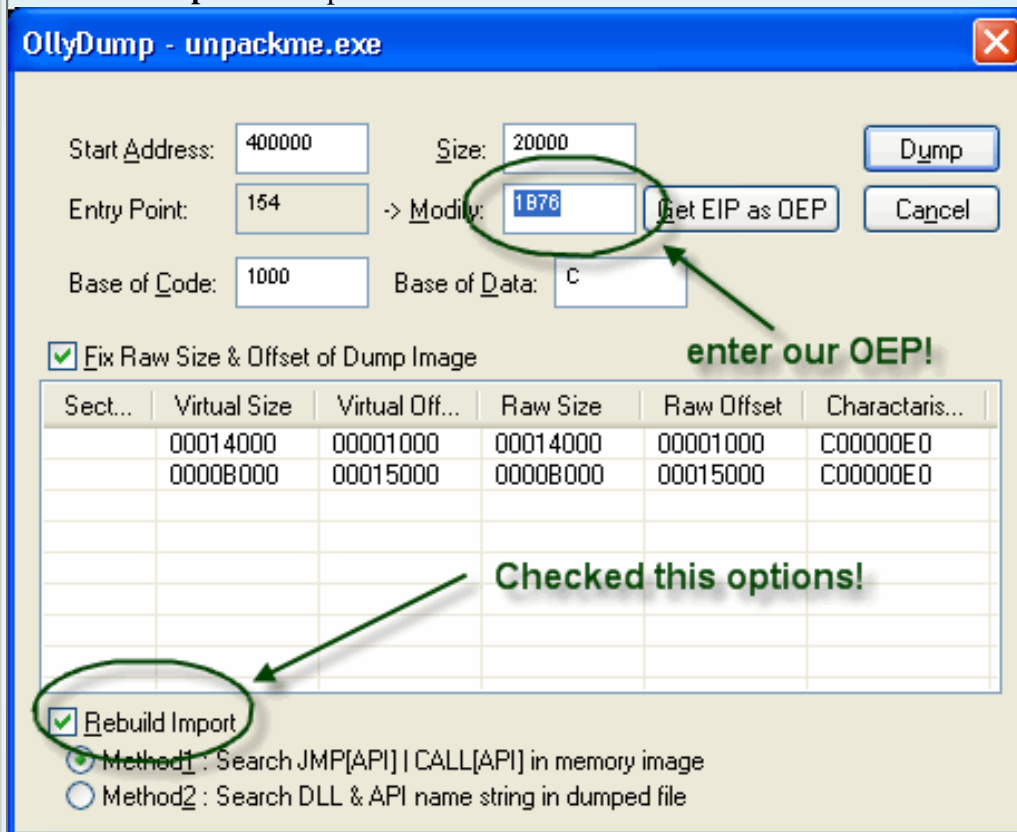 OllyDump - unpackme.exe
Start Address: 400000 Size: 20000 Dump
Entry Point: 154 -> Modify: 1B76 Get EIP as OEP Cancel
Base of Code: 1000 Base of Data: C
Fix Raw Size & Offset of Dump Image
enter our OEP!
Sect... Virtual Size Virtual Off... Raw Size Raw Offset Charactaris...
00014000 00001000 00014000 00001000 C00000E0
0000B000 00015000 0000B000 00015000 C00000E0
Checked this options!
Rebuild Import
Method1 : Search JMP[API] | CALL[API] in memory image
Method2 : Search DLL & API name string in dumped file